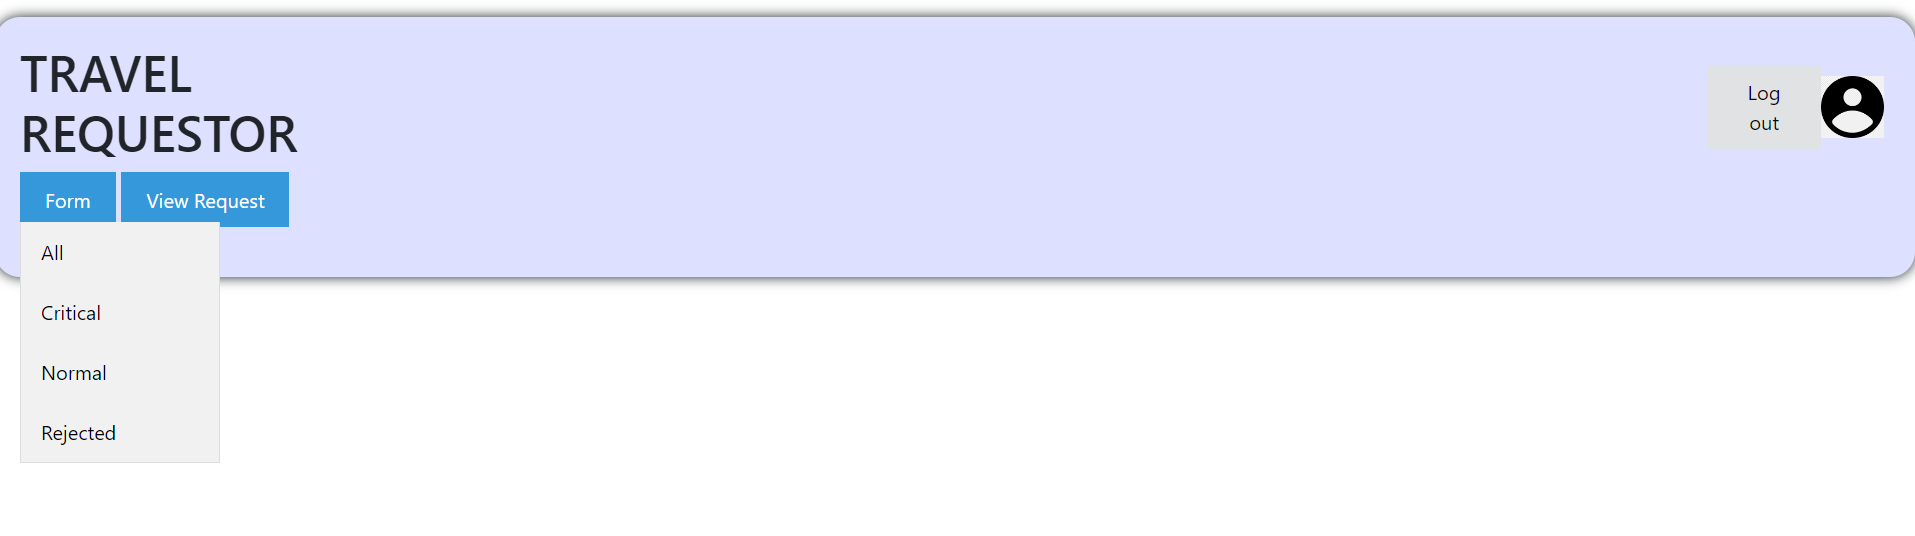 TRAVEL
REQUESTOR
Log
out
Form
View Request
All
Critical
Normal
Rejected